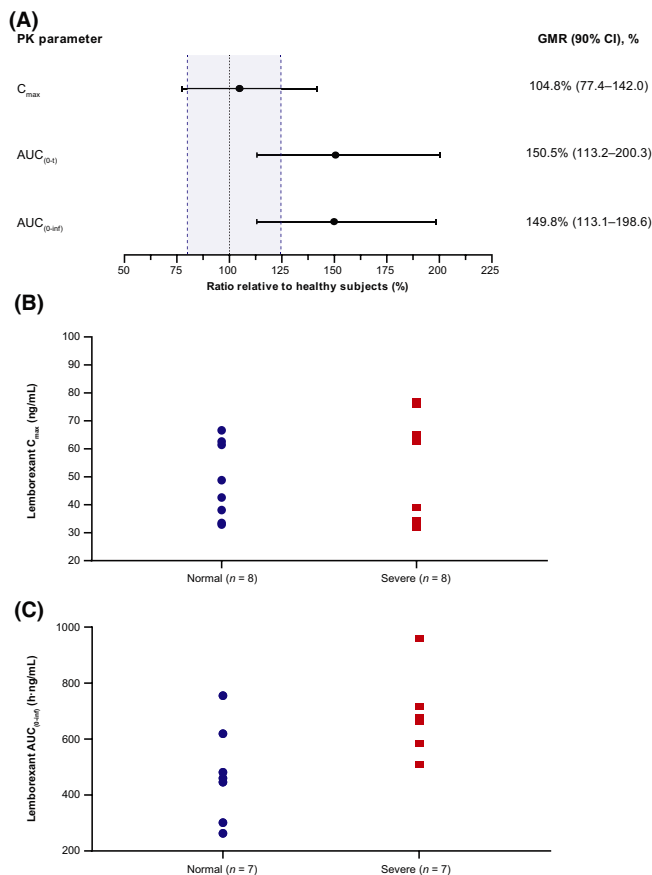 (A)
PK parameter GMR (90% CI), %
Cmax 104.8% (77.4–142.0)
AUC(0-t) 150.5% (113.2–200.3)
AUC(0-inf) 149.8% (113.1–198.6)
50 75 100 125 150 175 200 225
Ratio relative to healthy subjects (%)
(B)
Lemborexant Cmax (ng/mL)
100
90
80
70
60
50
40
30
20
Normal (n = 8) Severe (n = 8)
(C)
Lemborexant AUC(0-inf) (h·ng/mL)
1000
800
600
400
200
Normal (n = 7) Severe (n = 7)